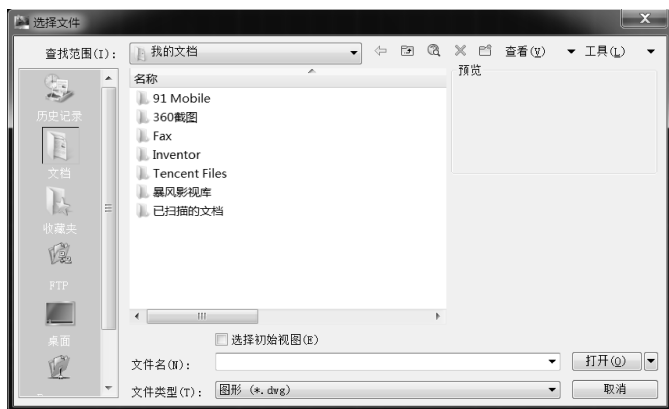 选择文件
查找范围(I): 我的文档 查看(V) 工具(L)
名称 预览
历史记录
文档
收藏夹
FTP
桌面
91 Mobile
360截图
Fax
Inventor
Tencent Files
暴风影视库
已扫描的文档
选择初始视图(E)
文件名(N): 打开(O)
文件类型(T): 图形 (*.dwg) 取消